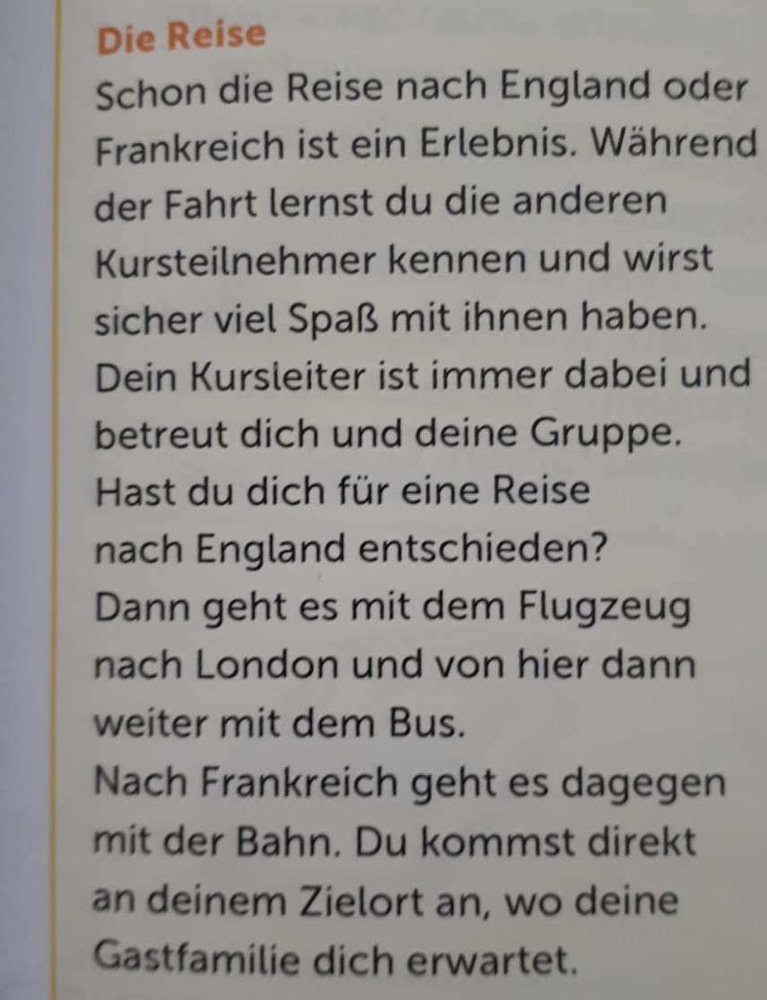 Die Reise
Schon die Reise nach England oder
Frankreich ist ein Erlebnis. Während
der Fahrt lernst du die anderen
Kursteilnehmer kennen und wirst
sicher viel Spaß mit ihnen haben.
Dein Kursleiter ist immer dabei und
betreut dich und deine Gruppe.
Hast du dich für eine Reise
nach England entschieden?
Dann geht es mit dem Flugzeug
nach London und von hier dann
weiter mit dem Bus.
Nach Frankreich geht es dagegen
mit der Bahn. Du kommst direkt
an deinem Zielort an, wo deine
Gastfamilie dich erwartet.